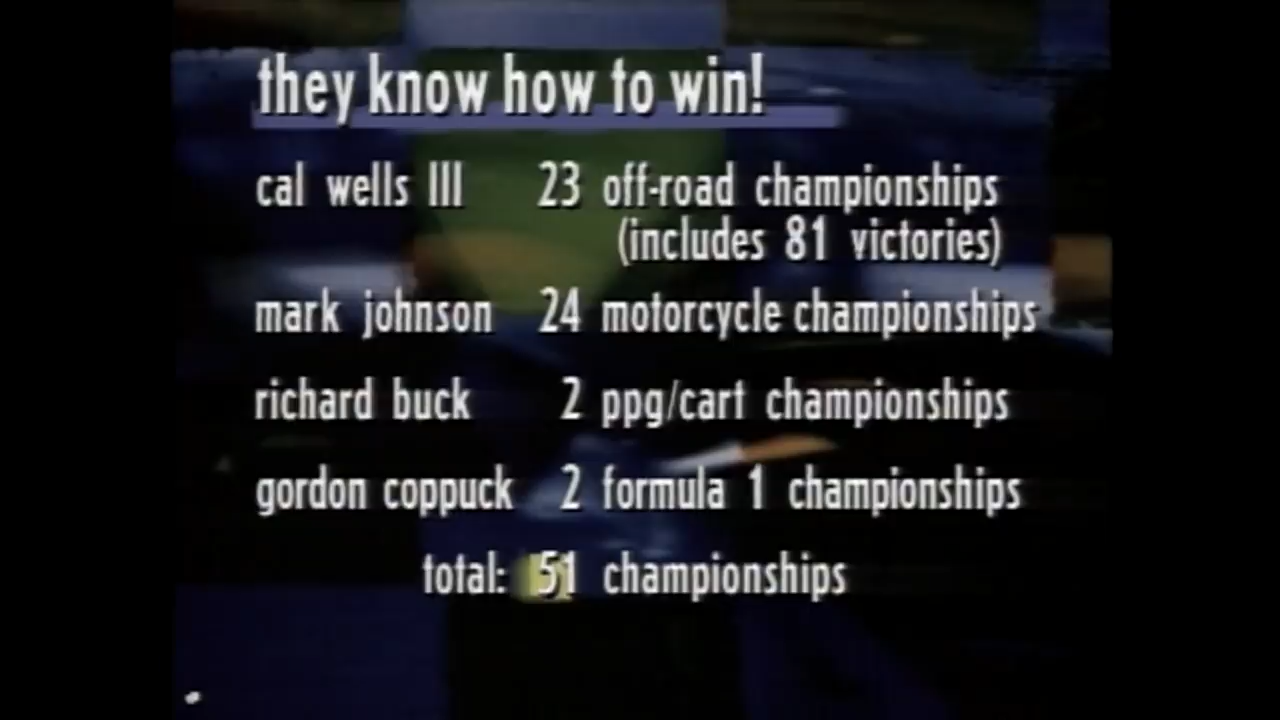 they know how to win!
cal wells III 23 off-road championships
(includes 81 victories)
mark johnson 24 motorcycle championships
richard buck 2 ppg/cart championships
gordon coppuck 2 formula 1 championships
total: 51 championships